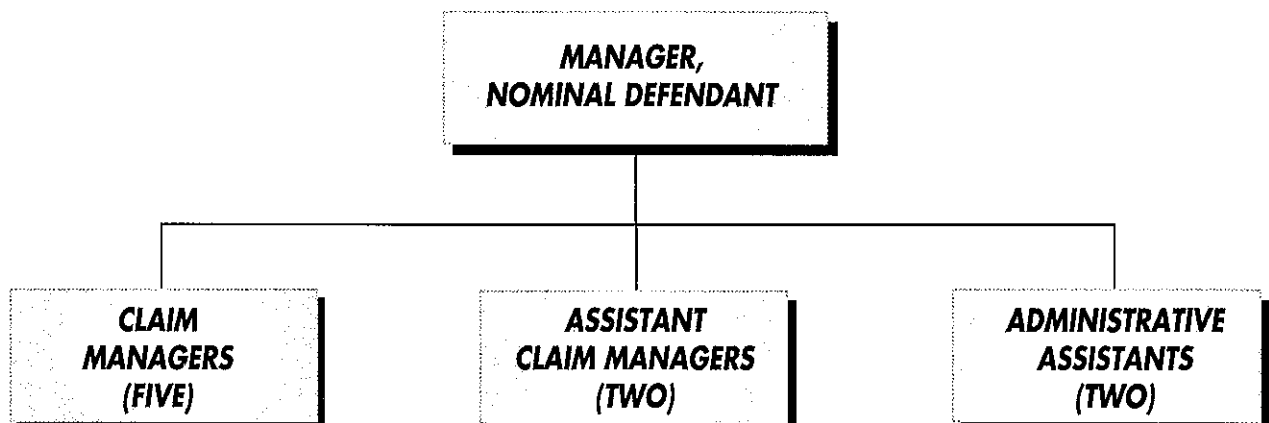 MANAGER,
NOMINAL DEFENDANT
CLAIM
MANAGERS
(FIVE)
ASSISTANT
CLAIM MANAGERS
(TWO)
ADMINISTRATIVE
ASSISTANTS
(TWO)